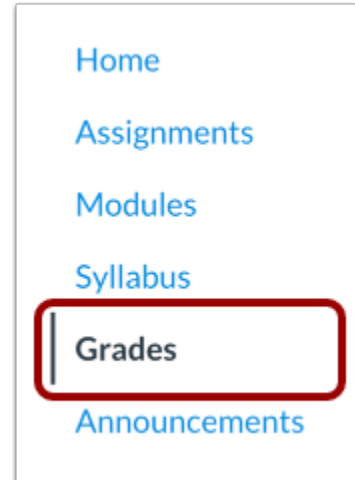 Home
Assignments
Modules
Syllabus
Grades
Announcements